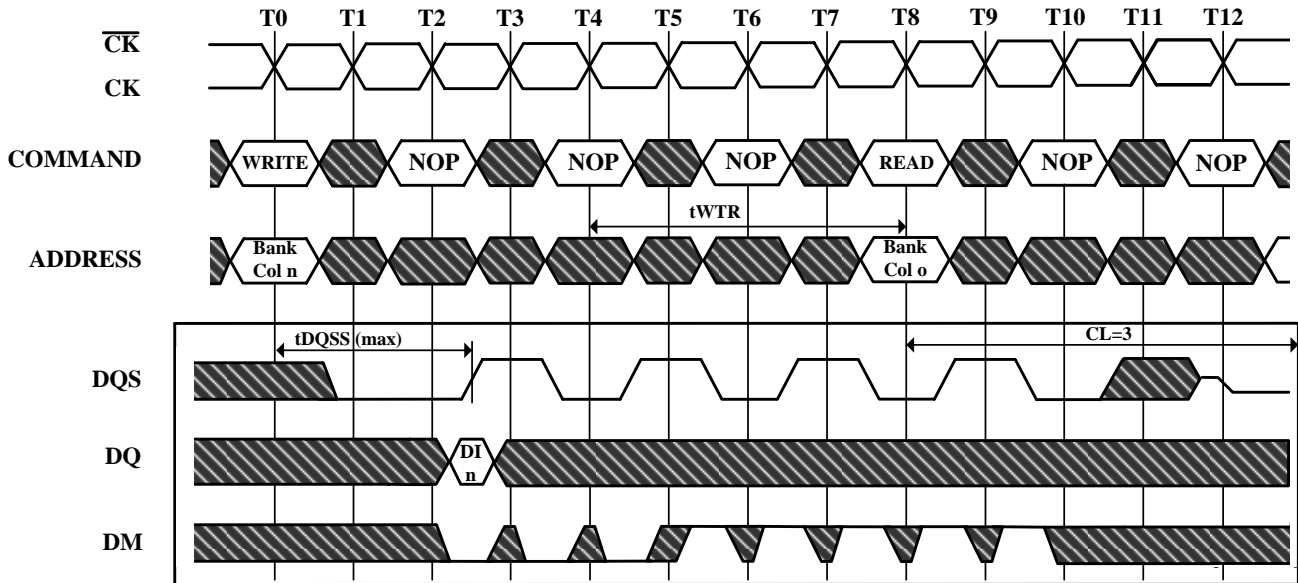 T0 T1 T2 T3 T4 T5 T6 T7 T8 T9 T10 T11 T12
CK
CK
COMMAND WRITE NOP NOP NOP READ NOP NOP
tWTR
ADDRESS Bank Col n Bank Col o
tDQSS (max) CL=3
DQS
DQ DI n
DM